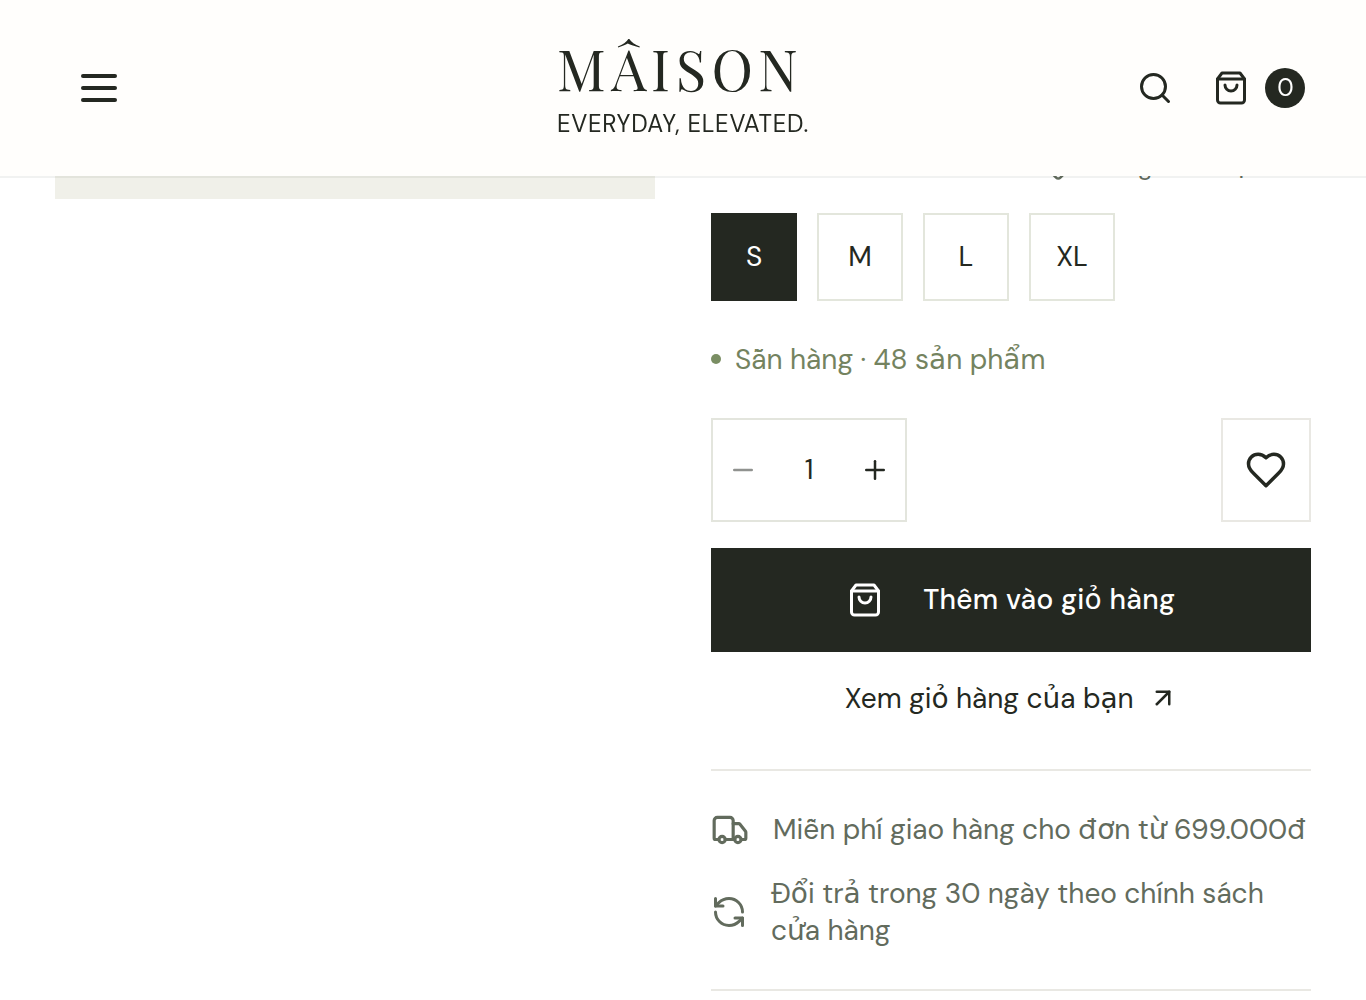 MÂISON
EVERYDAY, ELEVATED.
0
S M L XL
Sẵn hàng · 48 sản phẩm
1
Thêm vào giỏ hàng
Xem giỏ hàng của bạn
Miễn phí giao hàng cho đơn từ 699.000đ
Đổi trả trong 30 ngày theo chính sách
cửa hàng